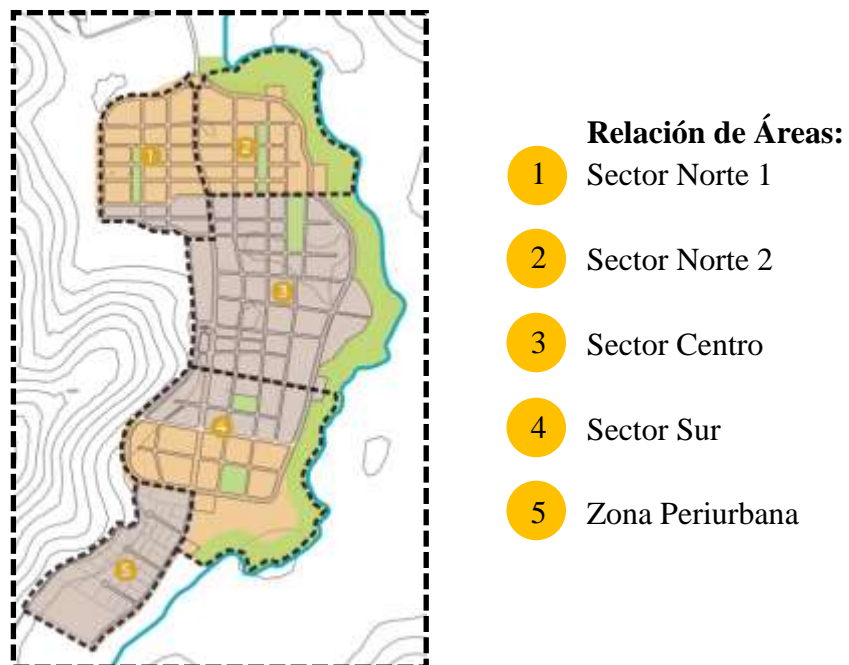 1
2
3
4
5
Relación de Áreas:
1 Sector Norte 1
2 Sector Norte 2
3 Sector Centro
4 Sector Sur
5 Zona Periurbana